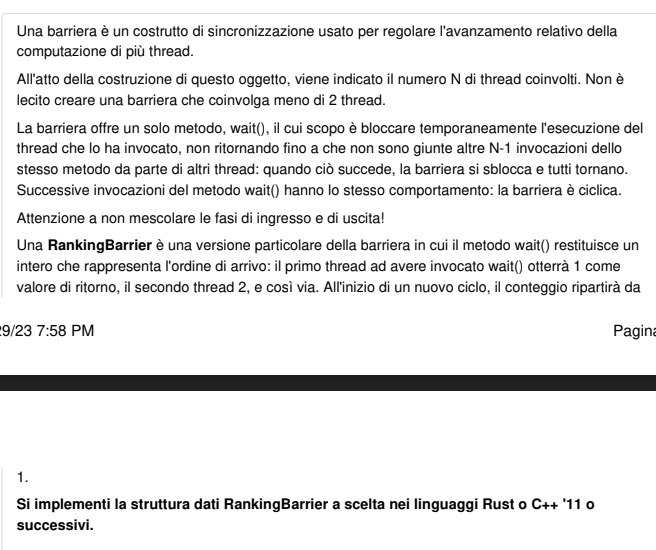 Una barriera è un costrutto di sincronizzazione usato per regolare l'avanzamento relativo della
computazione di più thread.
All'atto della costruzione di questo oggetto, viene indicato il numero N di thread coinvolti. Non è
lecito creare una barriera che coinvolga meno di 2 thread.
La barriera offre un solo metodo, wait(), il cui scopo è bloccare temporaneamente l'esecuzione del
thread che lo ha invocato, non ritornando fino a che non sono giunte altre N-1 invocazioni dello
stesso metodo da parte di altri thread: quando ciò succede, la barriera si sblocca e tutti tornano.
Successive invocazioni del metodo wait() hanno lo stesso comportamento: la barriera è ciclica.
Attenzione a non mescolare le fasi di ingresso e di uscita!
Una RankingBarrier è una versione particolare della barriera in cui il metodo wait() restituisce un
intero che rappresenta l'ordine di arrivo: il primo thread ad avere invocato wait() otterrà 1 come
valore di ritorno, il secondo thread 2, e così via. All'inizio di un nuovo ciclo, il conteggio ripartirà da
29/23 7:58 PM
Pagina
1.
Si implementi la struttura dati RankingBarrier a scelta nei linguaggi Rust o C++ '11 o
successivi.